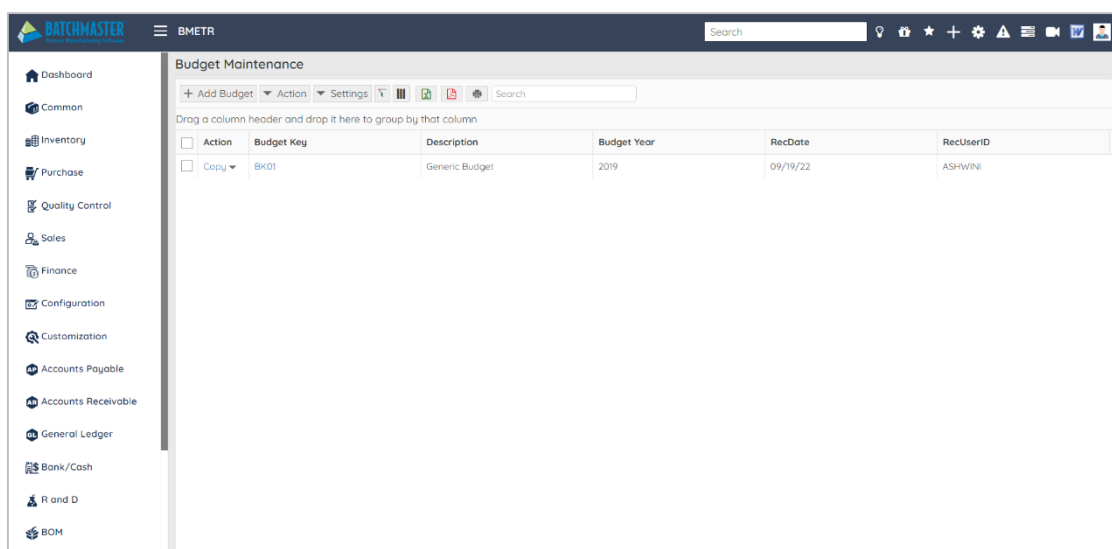 BATCHMASTER
BMETR
Search
Budget Maintenance
Add Budget Action Settings Search
Drag a column header and drop it here to group by that column
Action Budget Key Description Budget Year RecDate RecUserID
Copy BK01 Generic Budget 2019 09/19/22 ASHWINI
Dashboard
Common
Inventory
Purchase
Quality Control
Sales
Finance
Configuration
Customization
AP Accounts Payable
AR Accounts Receivable
GL General Ledger
Bank/Cash
R and D
BOM